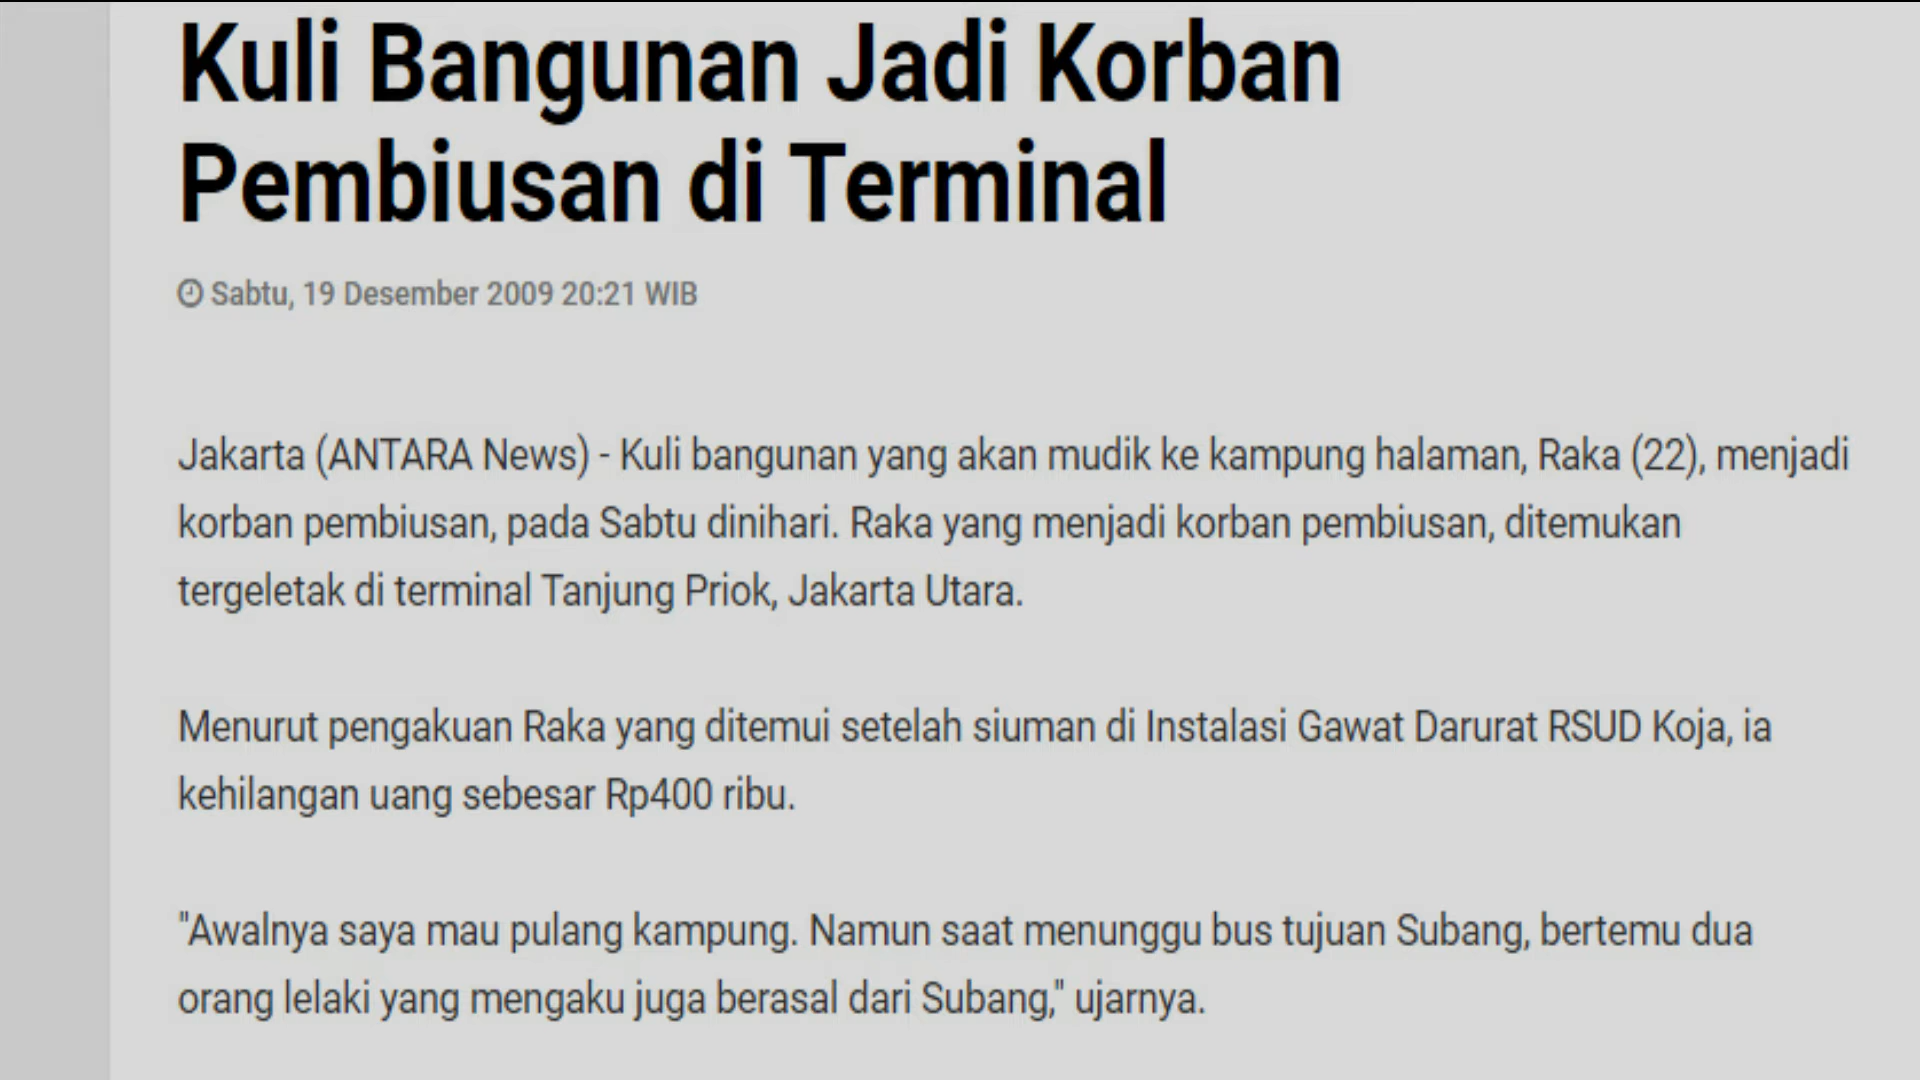 Kuli Bangunan Jadi Korban
Pembiusan di Terminal
Sabtu, 19 Desember 2009 20:21 WIB
Jakarta (ANTARA News) - Kuli bangunan yang akan mudik ke kampung halaman, Raka (22), menjadi
korban pembiusan, pada Sabtu dinihari. Raka yang menjadi korban pembiusan, ditemukan
tergeletak di terminal Tanjung Priok, Jakarta Utara.
Menurut pengakuan Raka yang ditemui setelah siuman di Instalasi Gawat Darurat RSUD Koja, ia
kehilangan uang sebesar Rp400 ribu.
"Awalnya saya mau pulang kampung. Namun saat menunggu bus tujuan Subang, bertemu dua
orang lelaki yang mengaku juga berasal dari Subang," ujarnya.